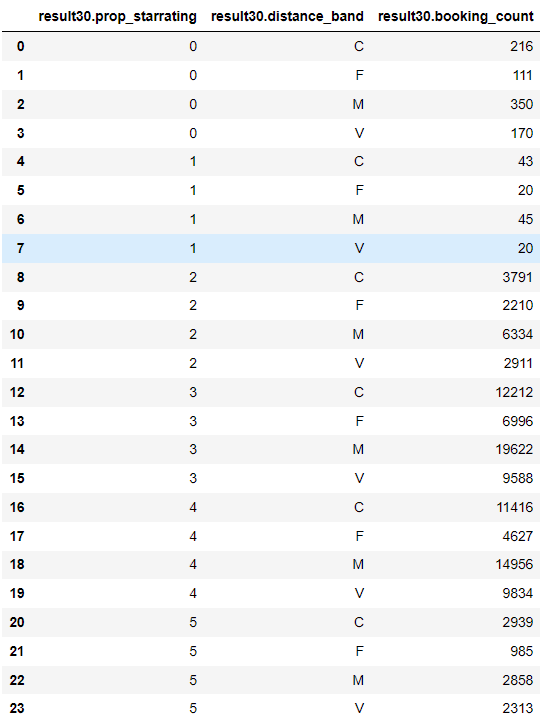 result30.prop_starrating result30.distance_band result30.booking_count
0 0 C 216
1 0 F 111
2 0 M 350
3 0 V 170
4 1 C 43
5 1 F 20
6 1 M 45
7 1 V 20
8 2 C 3791
9 2 F 2210
10 2 M 6334
11 2 V 2911
12 3 C 12212
13 3 F 6996
14 3 M 19622
15 3 V 9588
16 4 C 11416
17 4 F 4627
18 4 M 14956
19 4 V 9834
20 5 C 2939
21 5 F 985
22 5 M 2858
23 5 V 2313